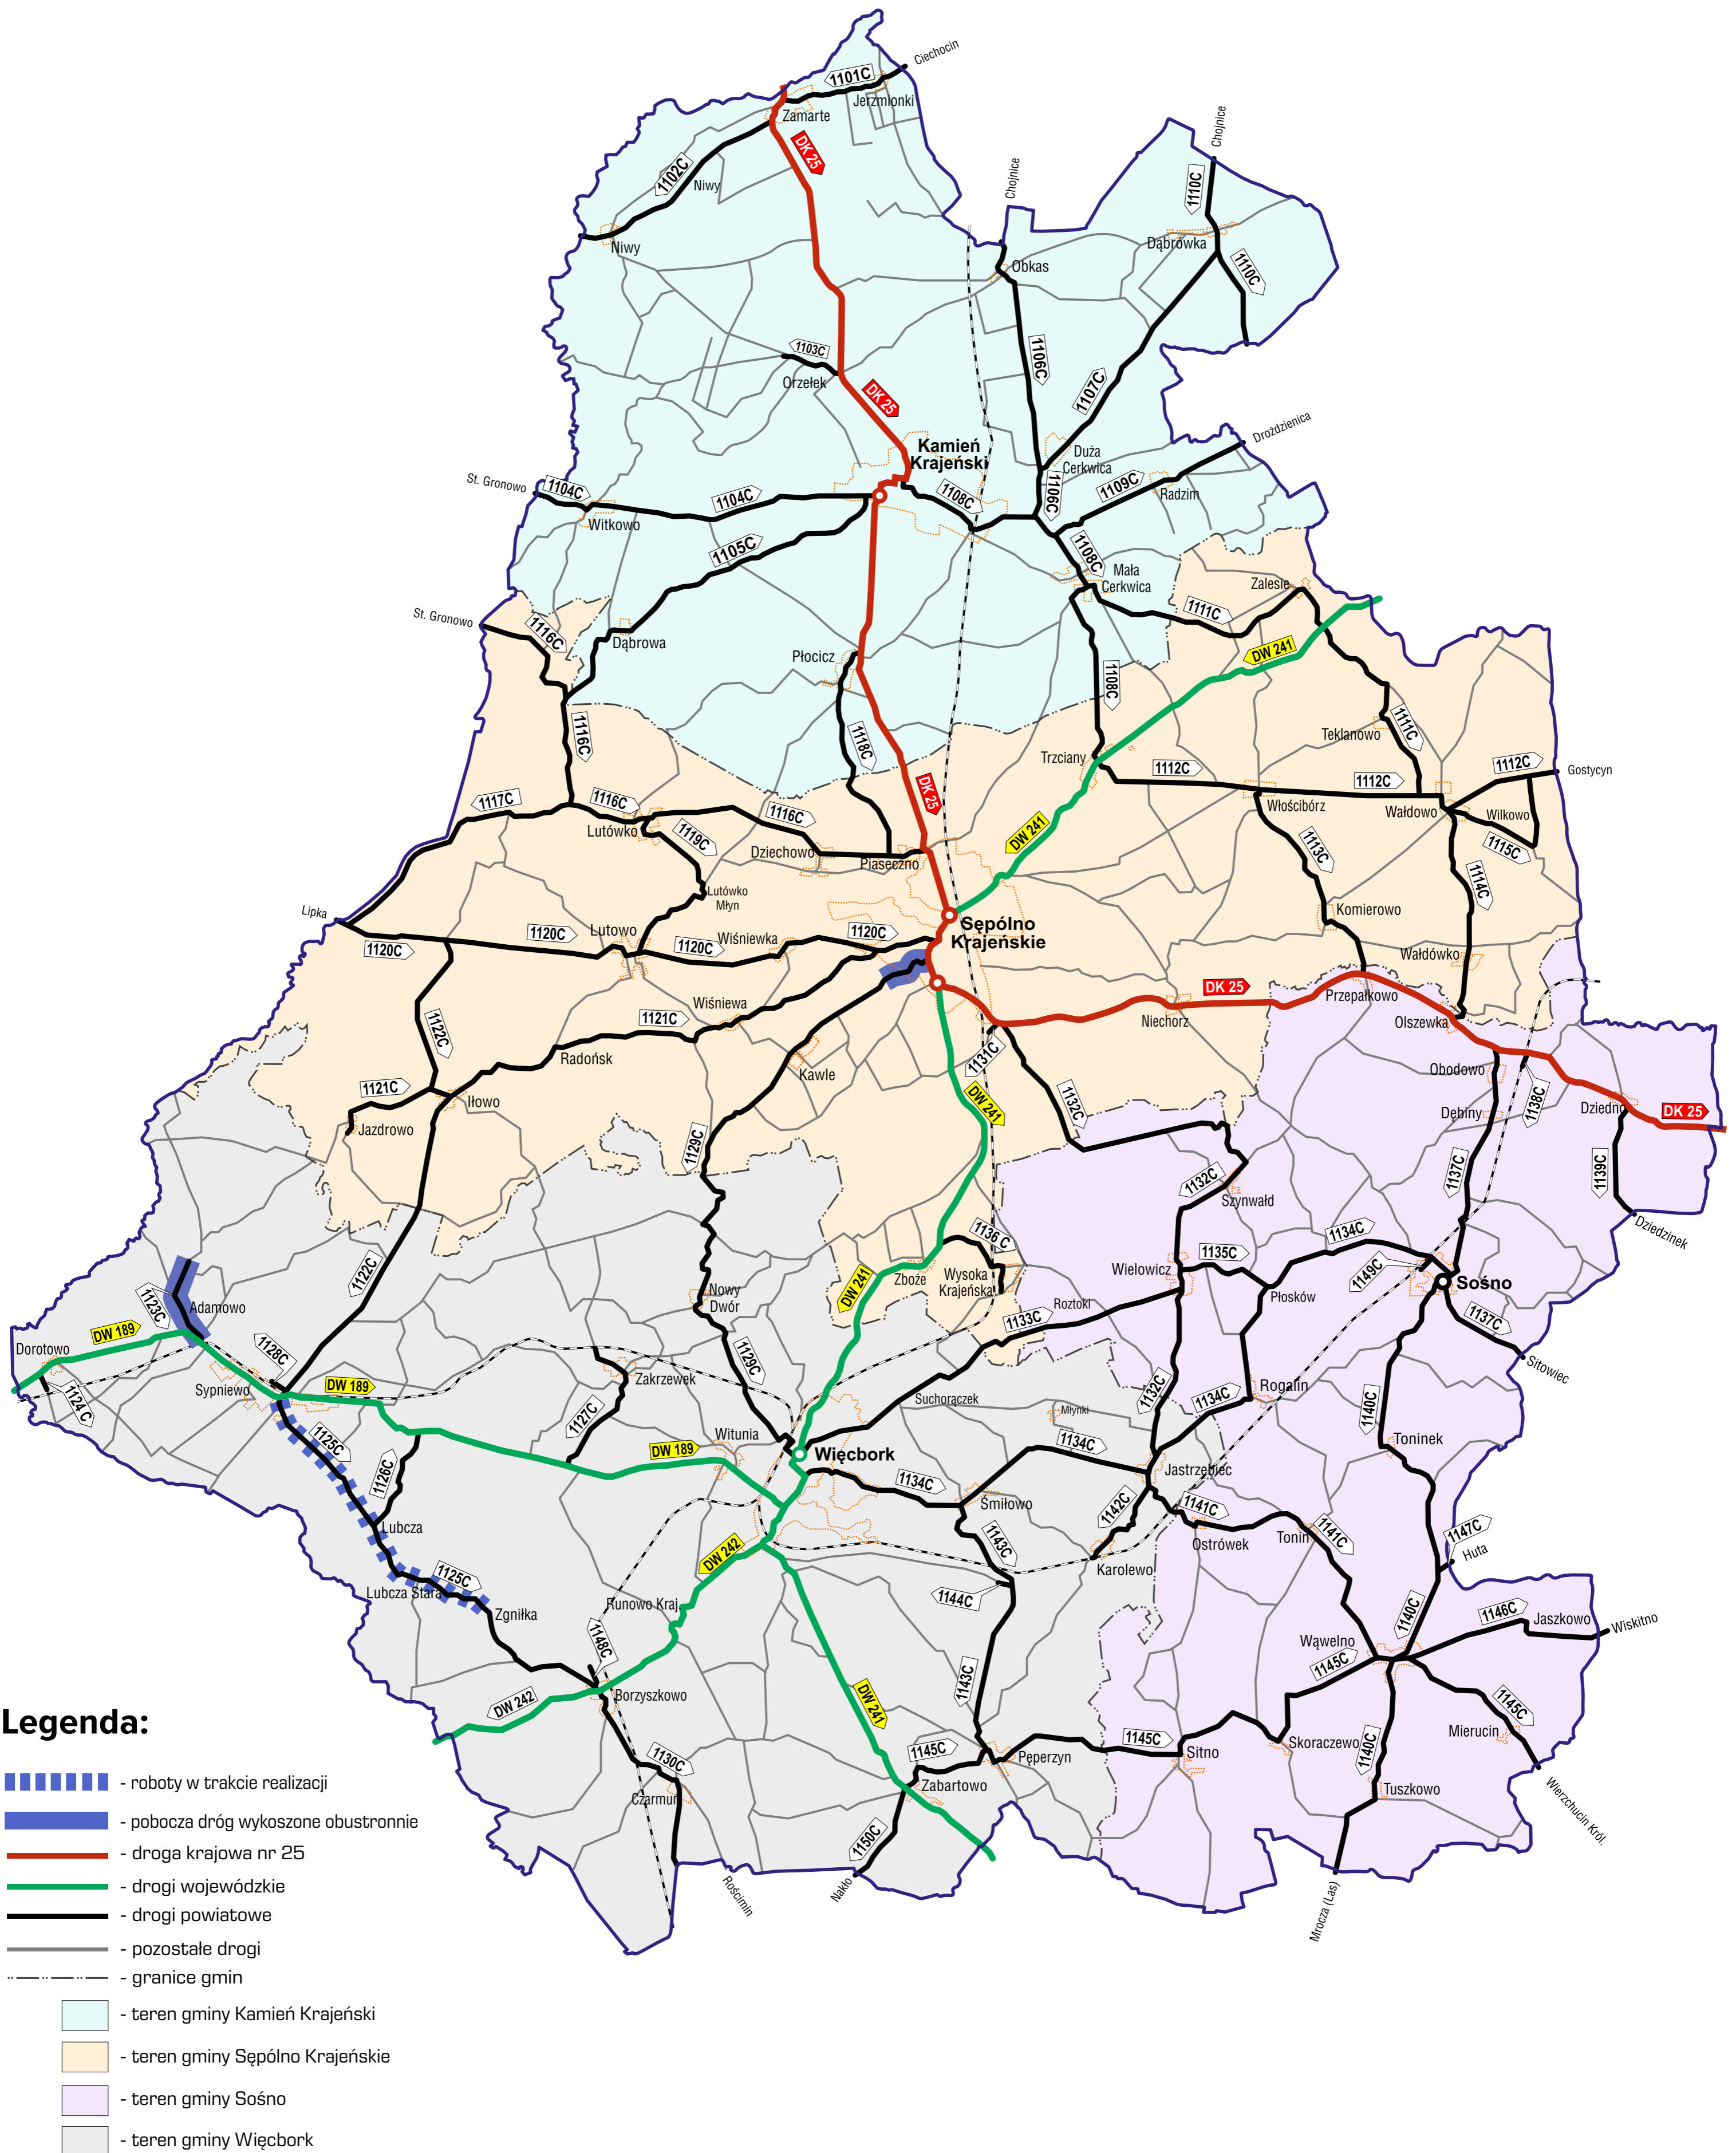 Ciechocin
1101C
Jerzmionki
Zamarte
DK 25
1102C
Niwy
Niwy
Chojnice
Chojnice
1110C
Dąbrówka
1110C
Obkas
1103C
Orzełek
DK 25
1106C
1107C
Kamień
Krajeński
Duża
Cerkwica
Drożdzienica
St. Gronowo
1104C
1104C
Witkowo
1108C
1106C
1109C
Radzim
1105C
1108C
Mała
Cerkwica
Zalesie
1111C
St. Gronowo
1116C
Dąbrowa
Płocicz
DW 241
1108C
1116C
1118C
Teklanowo
1111C
Trzciany
1112C
1112C
1112C
Gostycyn
DK 25
1117C
1116C
1116C
Lutówko
1119C
Dziechowo
Piaseczno
DW 241
Włościbórz
Wałdowo
Wilkowo
1113C
1115C
1114C
Lutówko
Młyn
Komierowo
Lipka
1120C
1120C
Lutowo
1120C
Wiśniewka
1120C
Sępólno
Krajeńskie
Wałdówko
DK 25
Przepałkowo
Niechorz
Olszewka
Wiśniewa
1121C
1122C
Radońsk
Kawle
1131C
DW 241
1132C
Obodowo
Dębiny
1138C
Dziedno
DK 25
1121C
Iłowo
Jazdrowo
1129C
1132C
Szynwałd
1137C
1139C
Dziedzinek
1136 C
1134C
1135C
Wielowicz
1149C
Sośno
1122C
Zboże
Wysoka
Krajeńska
Płosków
Nowy
Dwór
DW 241
Roztoki
1133C
1137C
Sitowiec
1123C
Adamowo
DW 189
Dorotowo
1124 C
1128C
Sypniewo
DW 189
1129C
Zakrzewek
1127C
Suchorączek
Młynki
1132C
1134C
Rogalin
1140C
1125C
1126C
Witunia
DW 189
Więcbork
1134C
Toninek
1134C
Jastrzębiec
Śmiłowo
1142C
1141C
Ostrówek
Tonin
1141C
1147C
Huta
Lubcza
1143C
Karolewo
DW 242
1125C
Lubcza Stara
Zgniłka
Runowo Kraj.
1144C
1140C
1146C
Jaszkowo
Wiskitno
1148C
Wąwelno
1145C
1143C
Borzyszkowo
DW 242
DW 241
1145C
Mierucin
1145C
Sitno
Skoraczewo
1140C
1145C
Pęperzyn
1130C
Czarmuń
Zabartowo
Tuszkowo
Wierzchucin Król.
1150C
Nakło
Rościmin
Mrocza (Las)
Legenda:
- roboty w trakcie realizacji
- pobocza dróg wykoszone obustronnie
- droga krajowa nr 25
- drogi wojewódzkie
- drogi powiatowe
- pozostałe drogi
- granice gmin
- teren gminy Kamień Krajeński
- teren gminy Sępólno Krajeńskie
- teren gminy Sośno
- teren gminy Więcbork